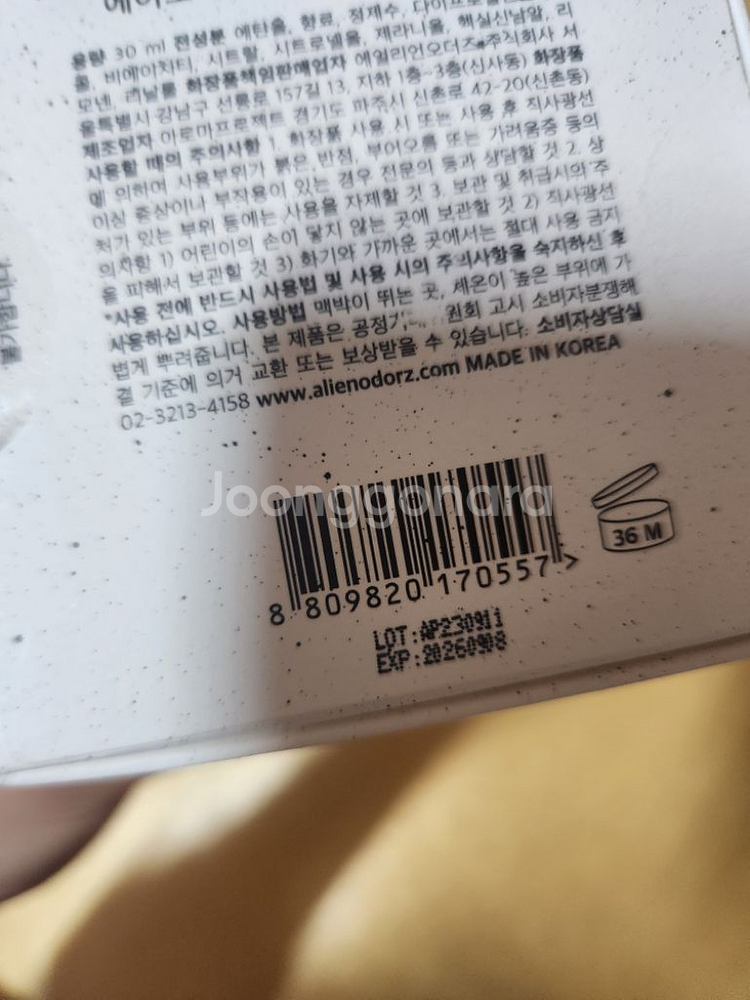 용량 30 ml 전성분 에탄올, 향료, 정제수, 다이프로필
콜, 비에이치티, 시트랄, 시트로넬올, 제라니올, 헥실신남알, 리
모넨, 리날룰 화장품책임판매업자 에일리언오더즈 주식회사 서
울특별시 강남구 선릉로 157길 13, 지하 1층~3층(신사동) 화장품
제조업자 아로마프로젝트 경기도 파주시 신촌로 42-20(신촌동)
사용할 때의 주의사항 1. 화장품 사용 시 또는 사용 후 직사광선
에 의하여 사용부위가 붉은 반점, 부어오름 또는 가려움증 등의
이상 증상이나 부작용이 있는 경우 전문의 등과 상담할 것 2. 상
처가 있는 부위 등에는 사용을 자제할 것 3. 보관 및 취급시의 주
의사항 1) 어린이의 손이 닿지 않는 곳에 보관할 것 2) 직사광선
을 피해서 보관할 것 3) 화기와 가까운 곳에서는 절대 사용 금지
*사용 전에 반드시 사용법 및 사용 시의 주의사항을 숙지하신 후
사용하십시오. 사용방법 맥박이 뛰는 곳, 체온이 높은 부위에 가
볍게 뿌려줍니다. 본 제품은 공정거 원회 고시 소비자분쟁해
결 기준에 의거 교환 또는 보상받을 수 있습니다. 소비자상담실
02-3213-4158 www.alienodorz.com MADE IN KOREA
Joonggonara
36 M
8 809820 170557 >
LOT:AP230911
EXP:20260908